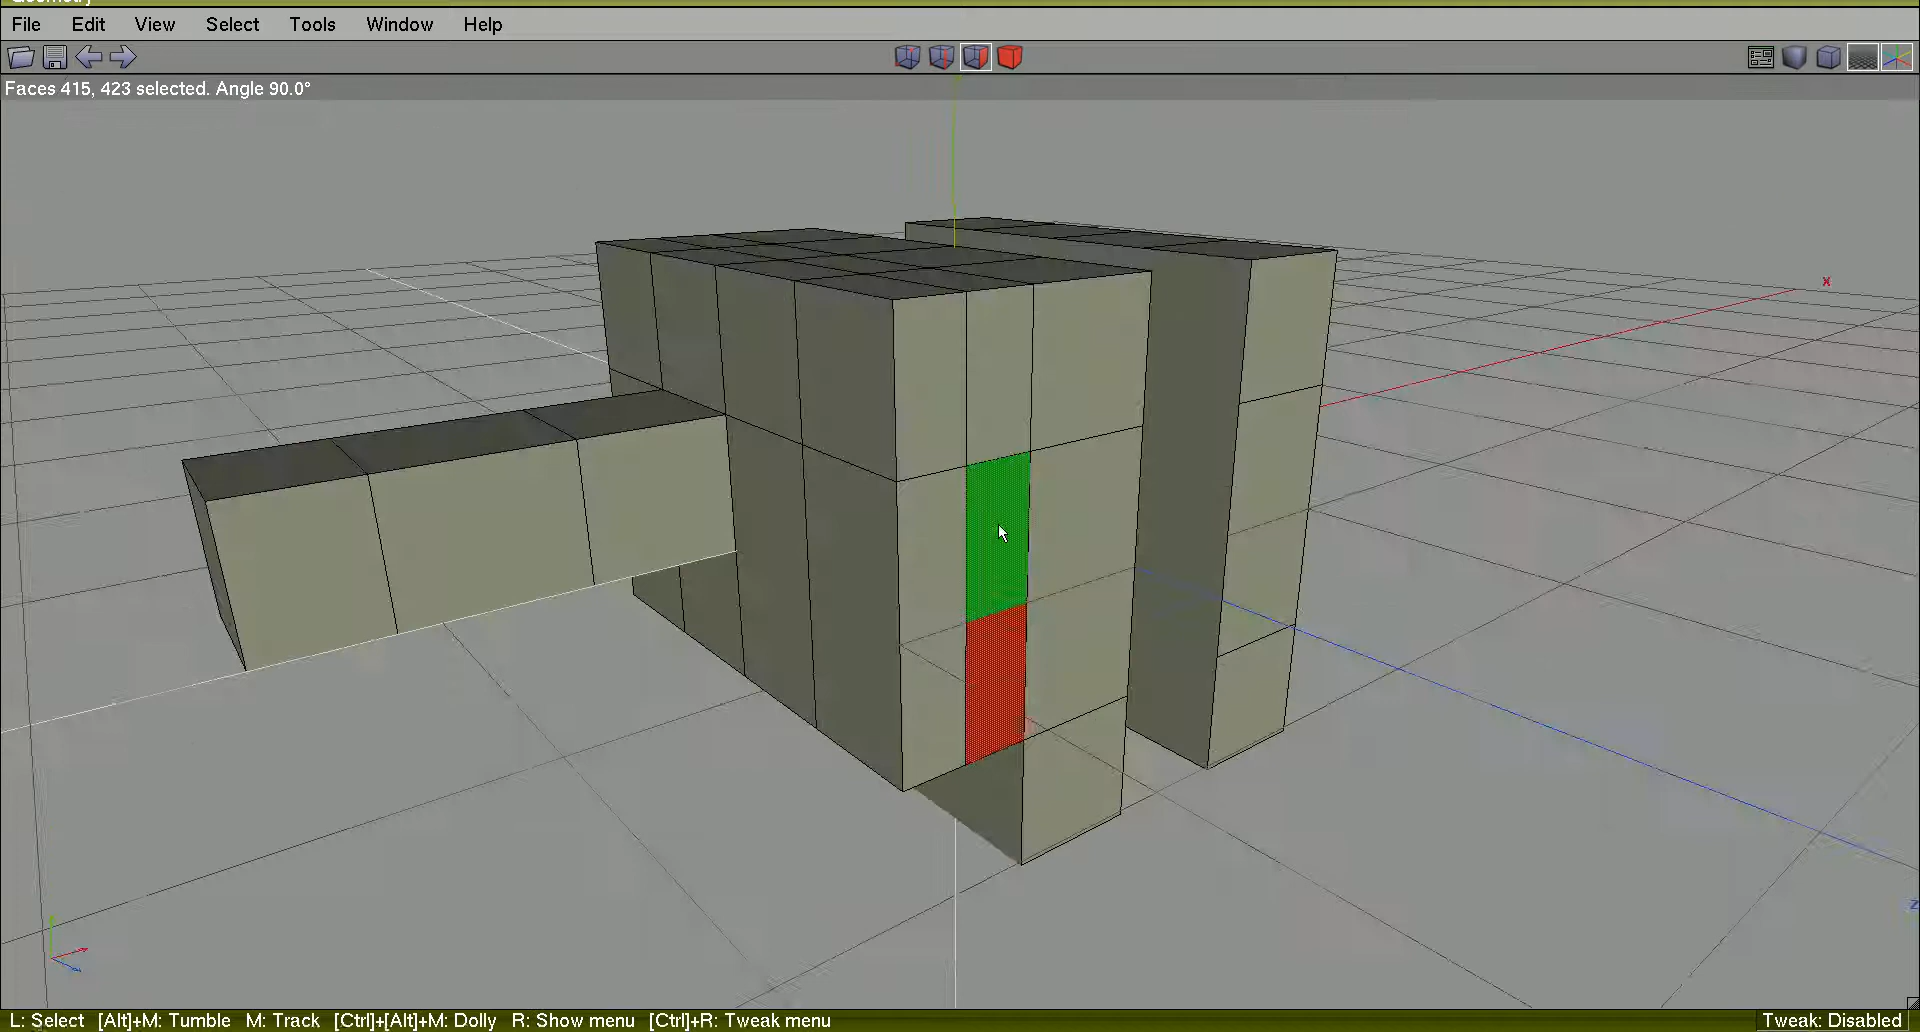 Geometry
File Edit View Select Tools Window Help
Faces 415, 423 selected. Angle 90.0°
x
z
L: Select [Alt]+M: Tumble M: Track [Ctrl]+[Alt]+M: Dolly R: Show menu [Ctrl]+R: Tweak menu Tweak: Disabled